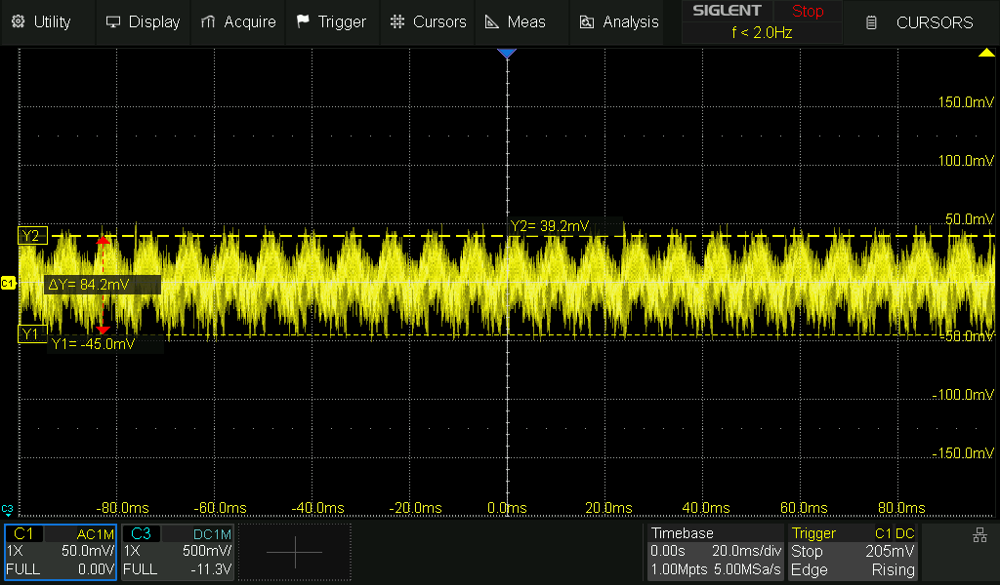 Utility Display Acquire Trigger Cursors Meas Analysis SIGLENT Stop CURSORS
f < 2.0Hz
150.0mV
100.0mV
50.0mV
Y2= 39.2mV
Y2
C1
ΔY= 84.2mV
Y1
Y1= -45.0mV
-50.0mV
-100.0mV
-150.0mV
C3
-80.0ms -60.0ms -40.0ms -20.0ms 0.0ms 20.0ms 40.0ms 60.0ms 80.0ms
C1 AC1M C3 DC1M Timebase Trigger C1 DC
1X 50.0mV/ 1X 500mV/ 0.00s 20.0ms/div Stop 205mV
FULL 0.00V FULL -11.3V 1.00Mpts 5.00MSa/s Edge Rising